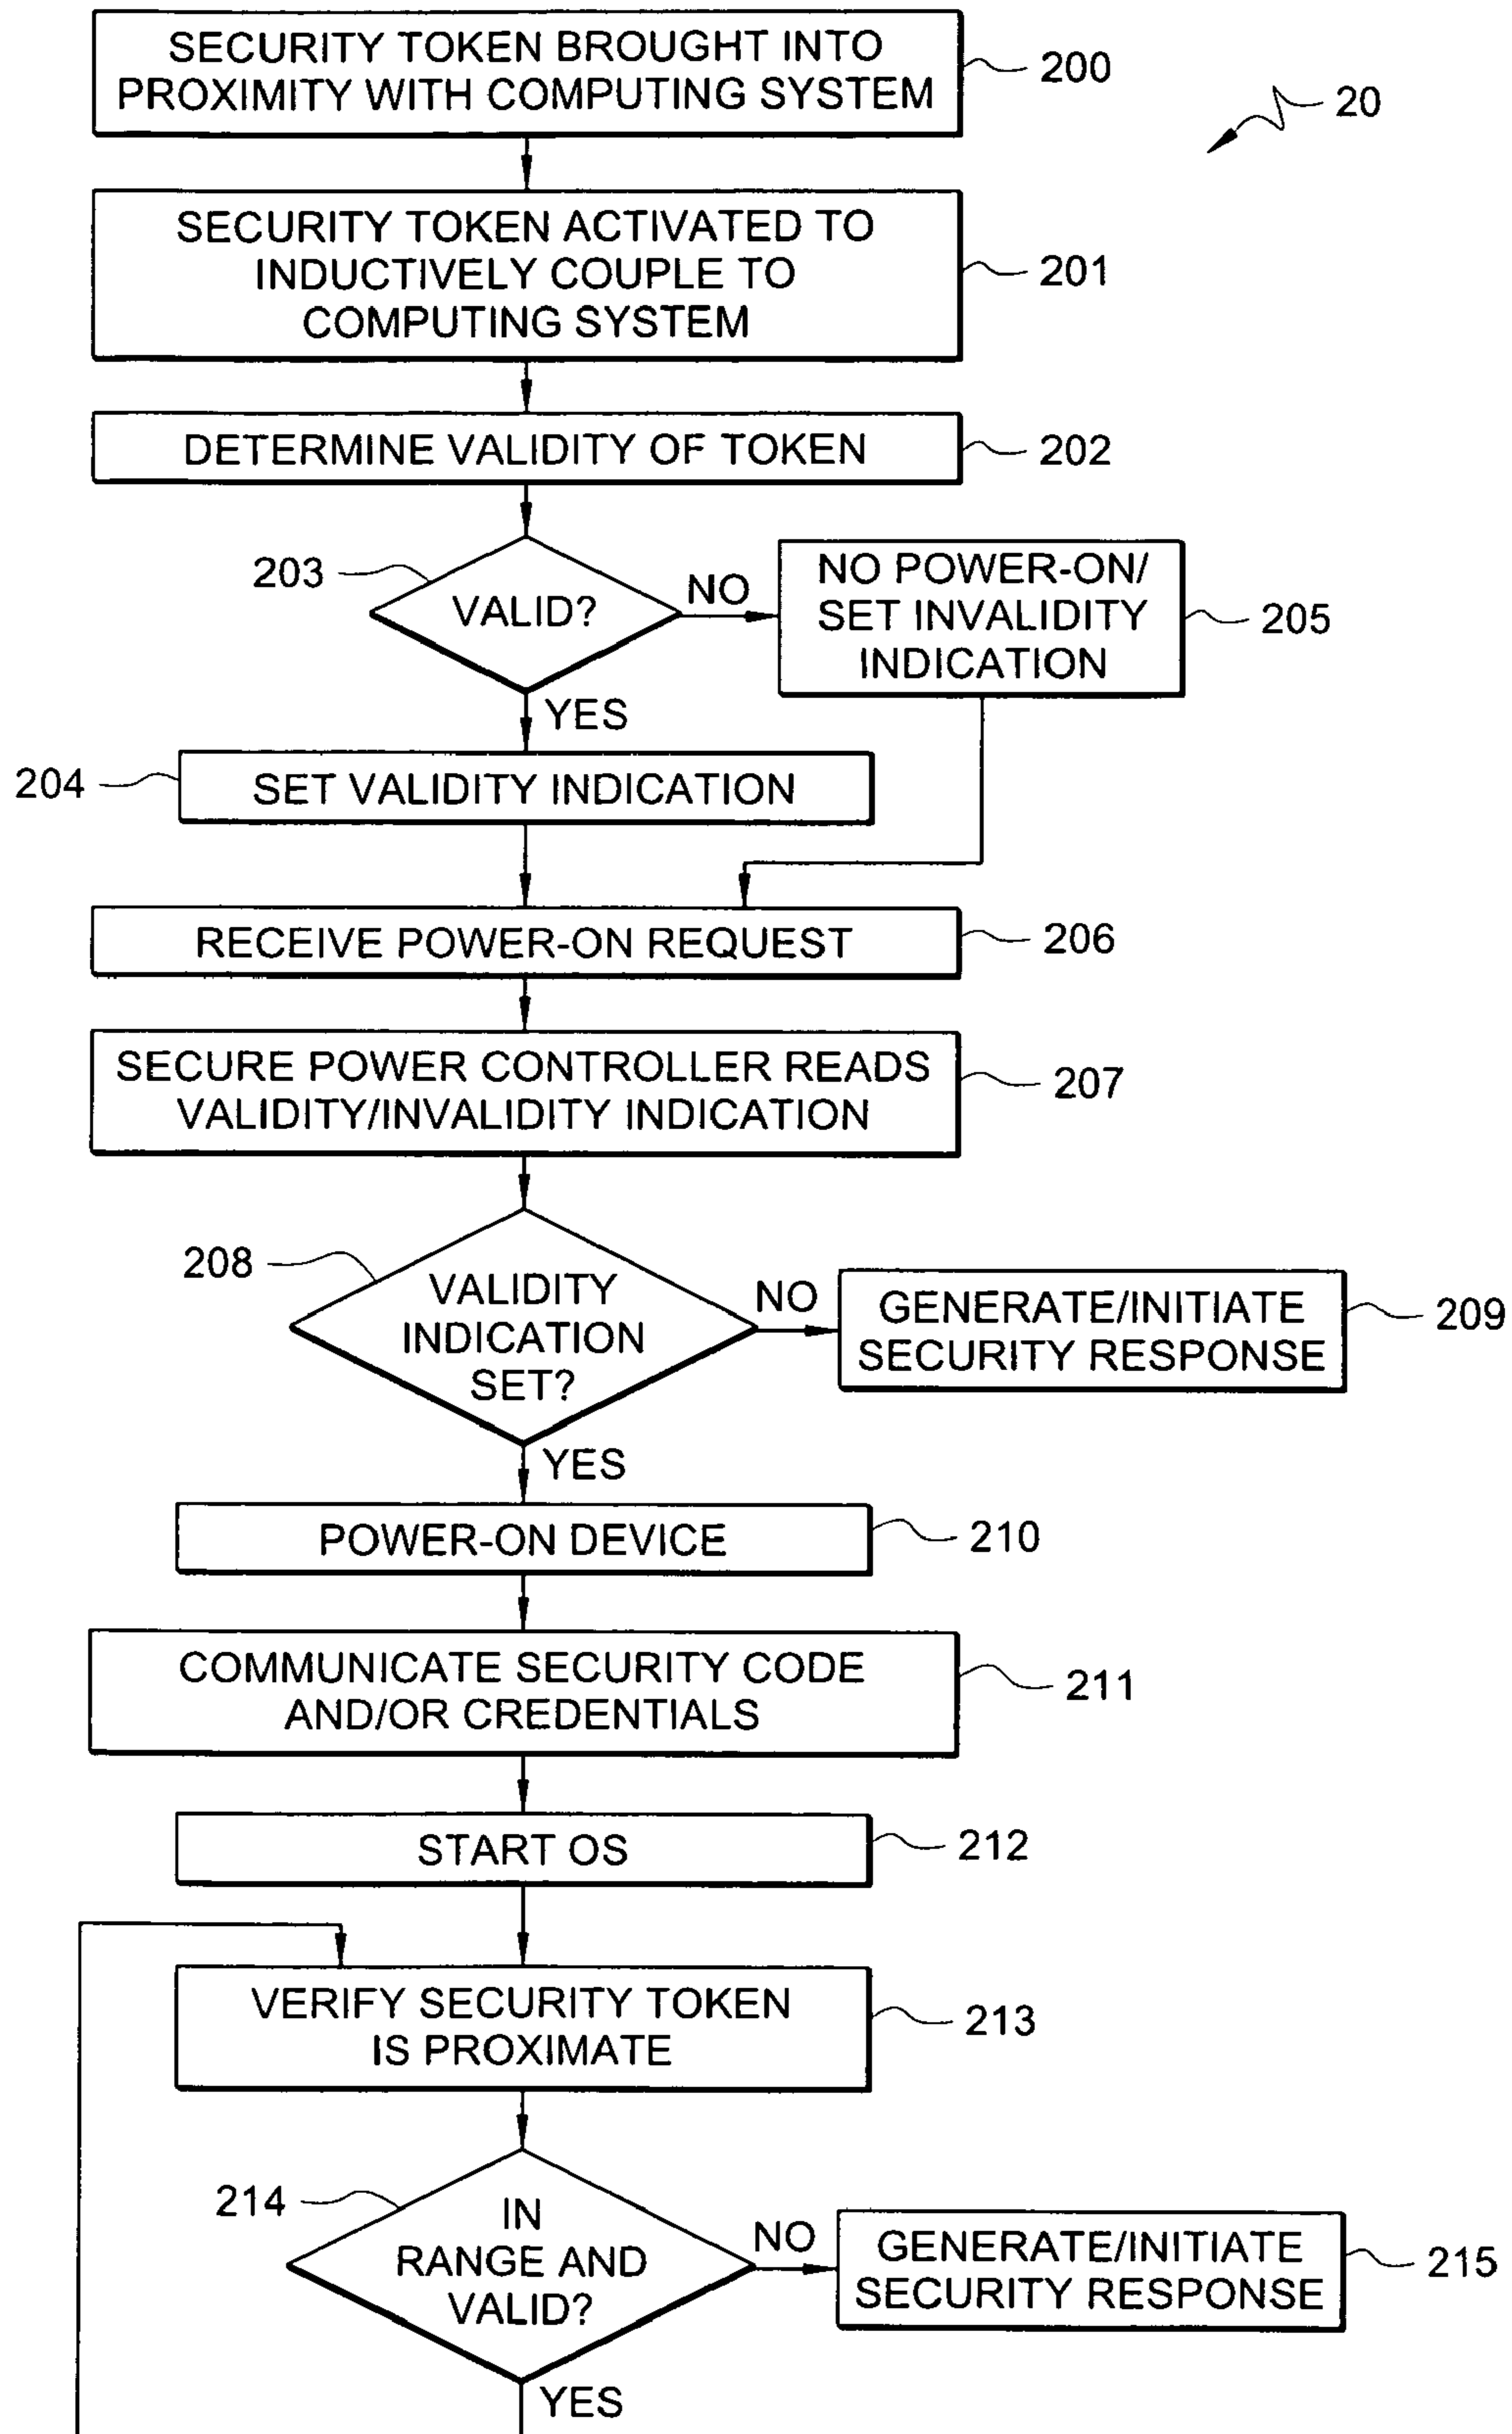 SECURITY TOKEN BROUGHT INTO
PROXIMITY WITH COMPUTING SYSTEM
200
20
SECURITY TOKEN ACTIVATED TO
INDUCTIVELY COUPLE TO
COMPUTING SYSTEM
201
DETERMINE VALIDITY OF TOKEN
202
203
VALID?
NO
NO POWER-ON/
SET INVALIDITY
INDICATION
205
YES
204
SET VALIDITY INDICATION
RECEIVE POWER-ON REQUEST
206
SECURE POWER CONTROLLER READS
VALIDITY/INVALIDITY INDICATION
207
208
VALIDITY
INDICATION
SET?
NO
GENERATE/INITIATE
SECURITY RESPONSE
209
YES
POWER-ON DEVICE
210
COMMUNICATE SECURITY CODE
AND/OR CREDENTIALS
211
START OS
212
VERIFY SECURITY TOKEN
IS PROXIMATE
213
214
IN
RANGE AND
VALID?
NO
GENERATE/INITIATE
SECURITY RESPONSE
215
YES